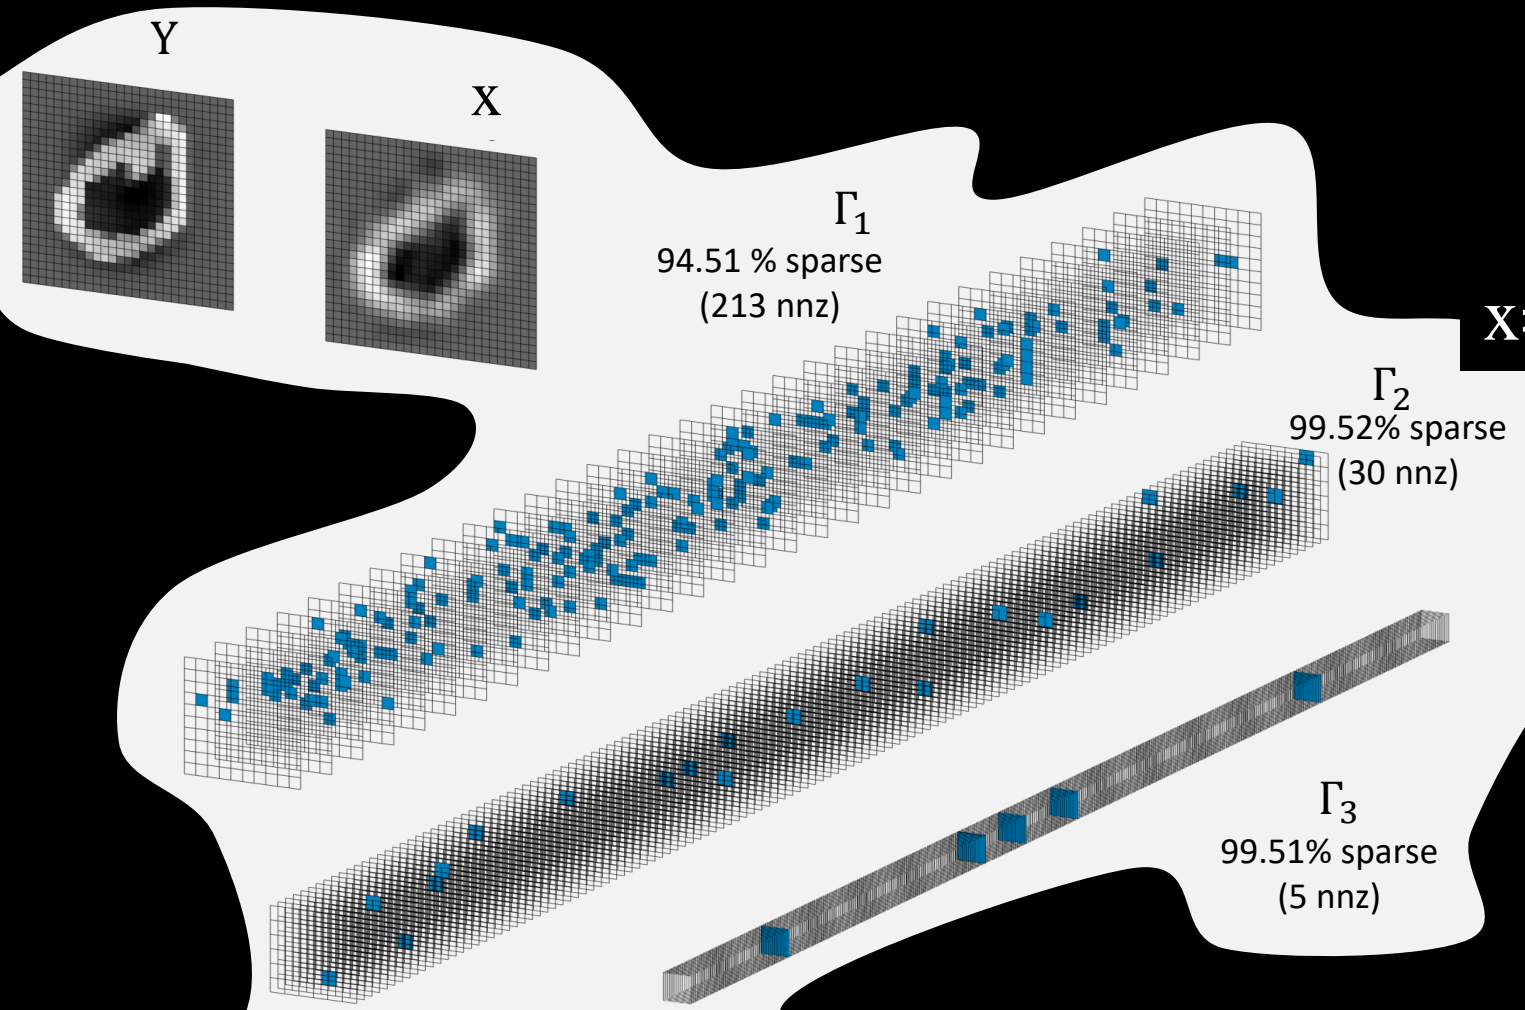 Y
X
Γ1
94.51 % sparse
(213 nnz)
X=
Γ2
99.52% sparse
(30 nnz)
Γ3
99.51% sparse
(5 nnz)